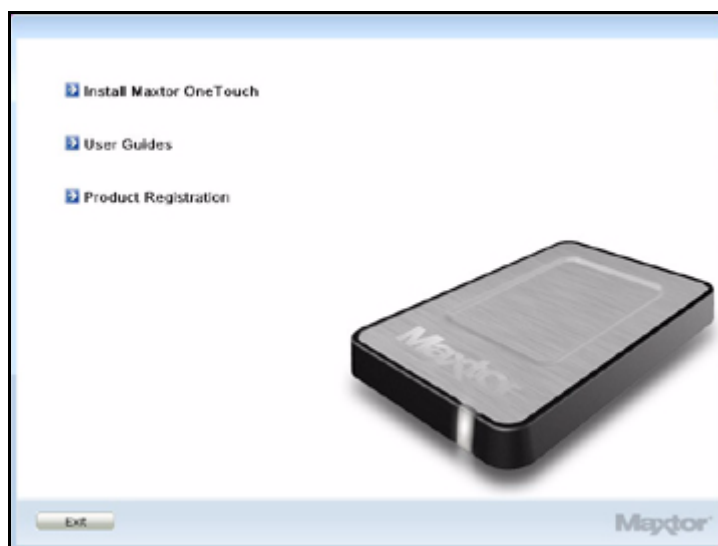 Install Maxtor OneTouch
User Guides
Product Registration
Maxtor
Exit
Maxtor